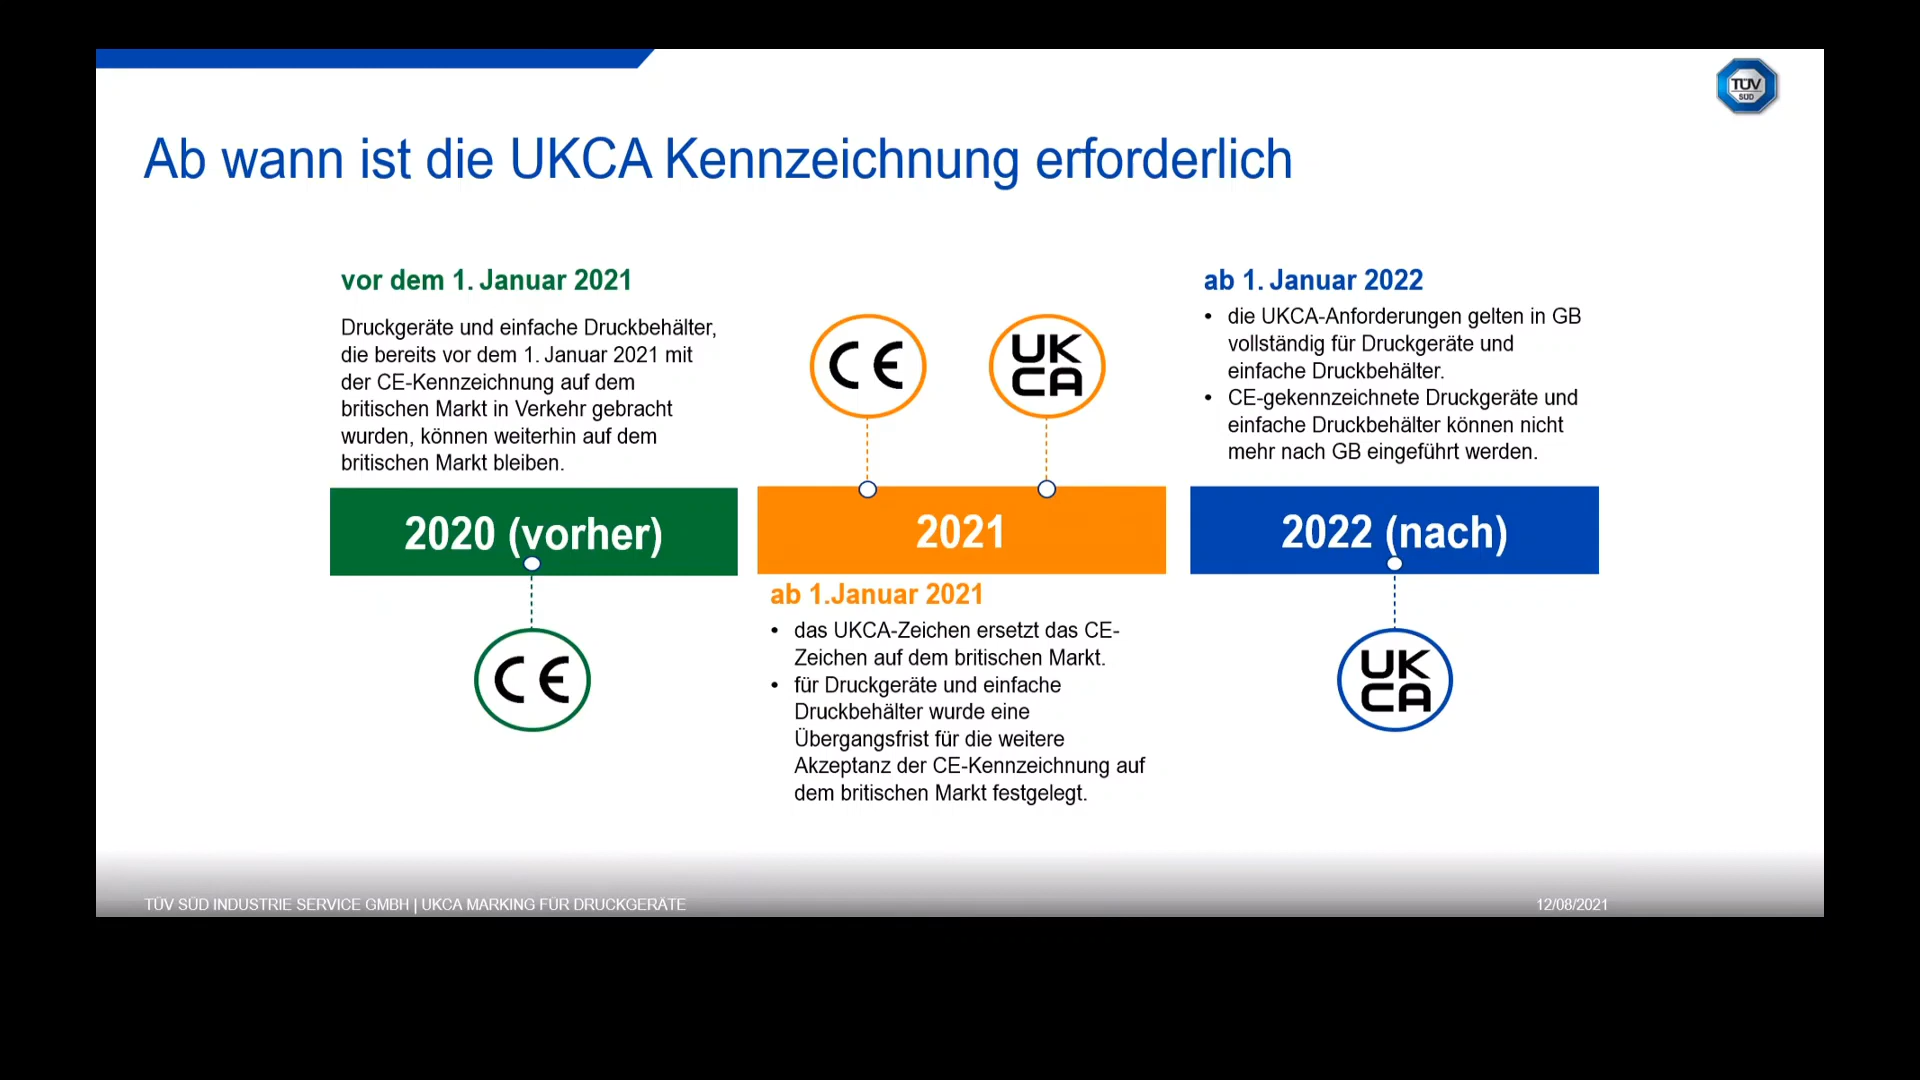 TÜV
SÜD
Ab wann ist die UKCA Kennzeichnung erforderlich
vor dem 1. Januar 2021
Druckgeräte und einfache Druckbehälter,
die bereits vor dem 1. Januar 2021 mit
der CE-Kennzeichnung auf dem
britischen Markt in Verkehr gebracht
wurden, können weiterhin auf dem
britischen Markt bleiben.
2020 (vorher)
CE
CE
UK
CA
2021
ab 1.Januar 2021
• das UKCA-Zeichen ersetzt das CE-
Zeichen auf dem britischen Markt.
• für Druckgeräte und einfache
Druckbehälter wurde eine
Übergangsfrist für die weitere
Akzeptanz der CE-Kennzeichnung auf
dem britischen Markt festgelegt.
ab 1. Januar 2022
• die UKCA-Anforderungen gelten in GB
vollständig für Druckgeräte und
einfache Druckbehälter.
• CE-gekennzeichnete Druckgeräte und
einfache Druckbehälter können nicht
mehr nach GB eingeführt werden.
2022 (nach)
UK
CA
TÜV SÜD INDUSTRIE SERVICE GMBH | UKCA MARKING FÜR DRUCKGERÄTE
12/08/2021